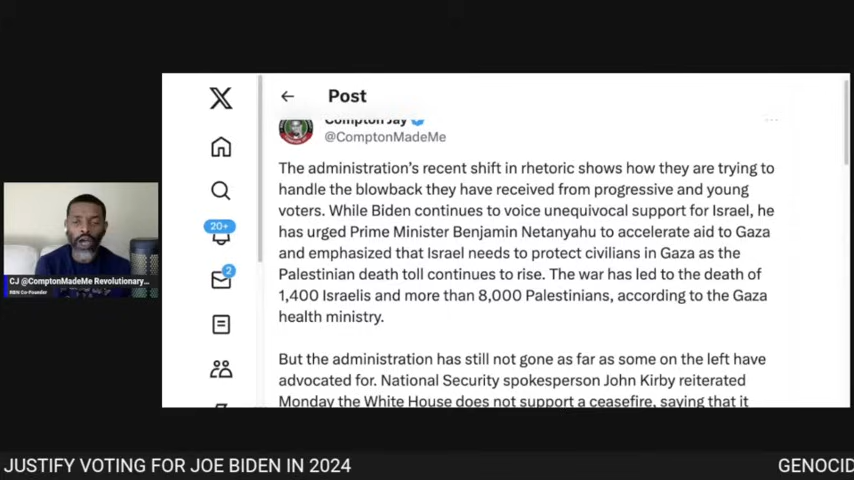 Post
Compton Jay
@ComptonMadeMe
The administration's recent shift in rhetoric shows how they are trying to
handle the blowback they have received from progressive and young
voters. While Biden continues to voice unequivocal support for Israel, he
has urged Prime Minister Benjamin Netanyahu to accelerate aid to Gaza
20+
and emphasized that Israel needs to protect civilians in Gaza as the
Palestinian death toll continues to rise. The war has led to the death of
2
1,400 Israelis and more than 8,000 Palestinians, according to the Gaza
health ministry.
But the administration has still not gone as far as some on the left have
advocated for. National Security spokesperson John Kirby reiterated
Monday the White House does not support a ceasefire, saying that it
CJ @ComptonMadeMe Revolutionary...
RBN Co-Founder
JUSTIFY VOTING FOR JOE BIDEN IN 2024
GENOCID